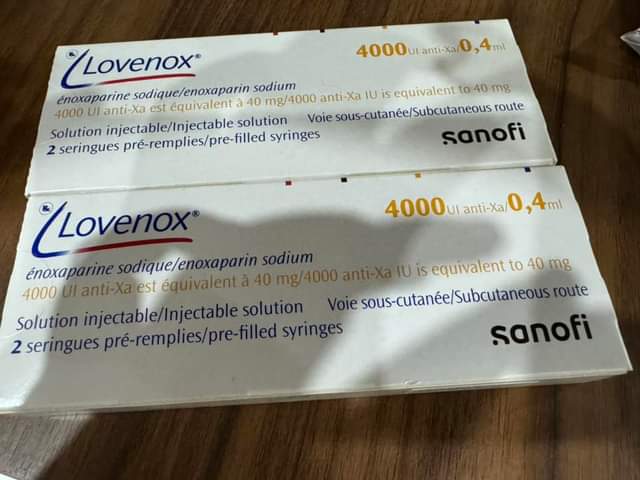 Lovenox®
4000 UI anti-Xa/0,4 ml
énoxaparine sodique/enoxaparin sodium
4000 UI anti-Xa est équivalent à 40 mg/4000 anti-Xa IU is equivalent to 40 mg
Solution injectable/Injectable solution Voie sous-cutanée/Subcutaneous route
2 seringues pré-remplies/pre-filled syringes
sanofi
Lovenox®
4000 UI anti-Xa/0,4 ml
énoxaparine sodique/enoxaparin sodium
4000 UI anti-Xa est équivalent à 40 mg/4000 anti-Xa IU is equivalent to 40 mg
Solution injectable/Injectable solution Voie sous-cutanée/Subcutaneous route
2 seringues pré-remplies/pre-filled syringes
sanofi